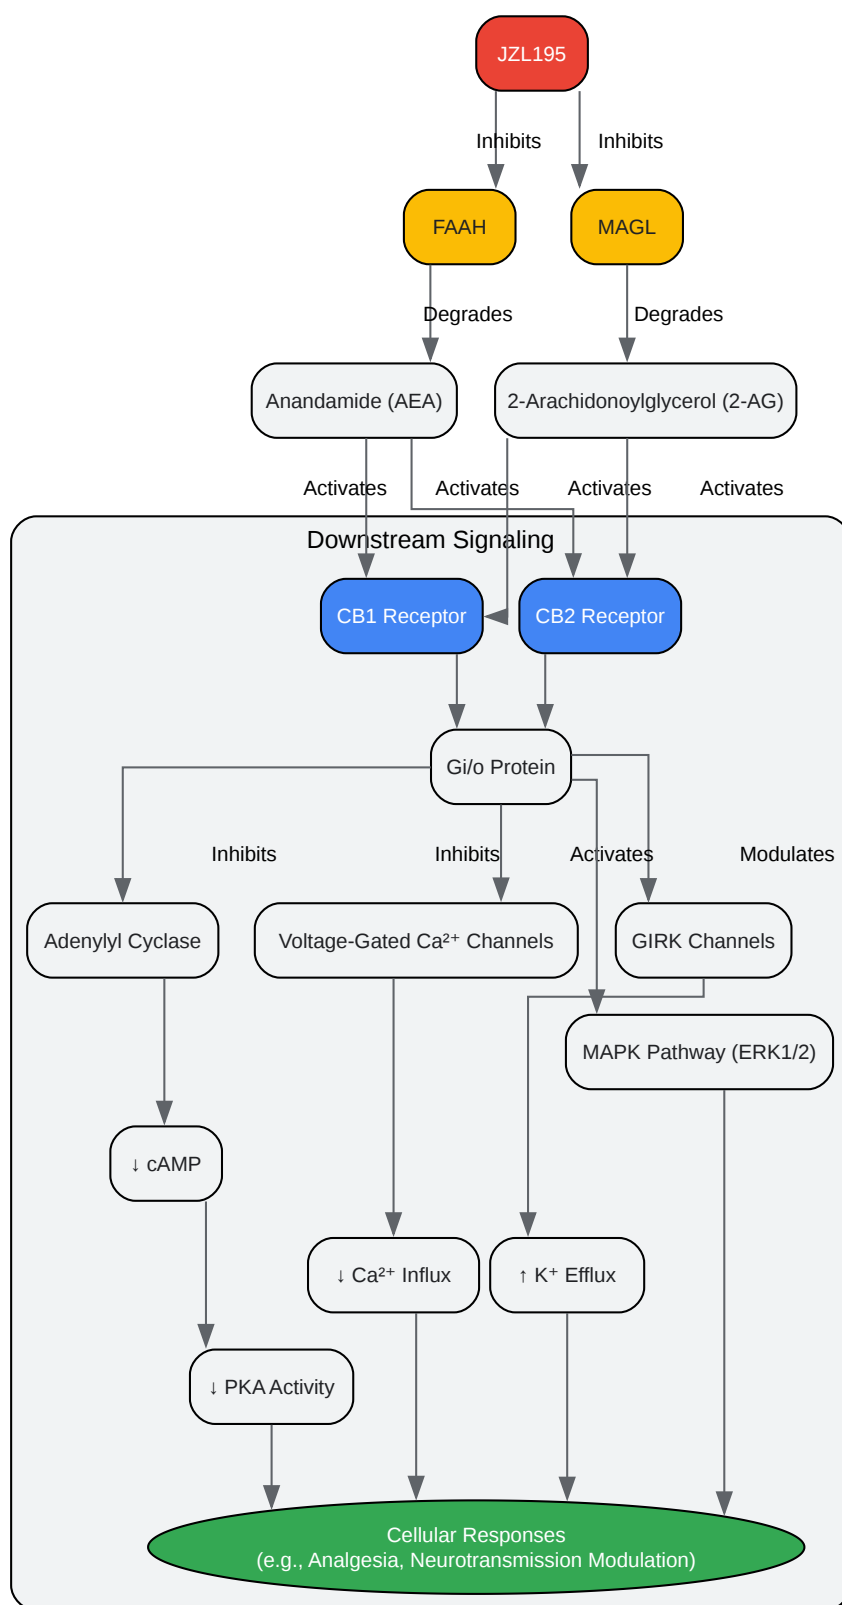 JZL195
Inhibits
Inhibits
FAAH
MAGL
Degrades
Degrades
Anandamide (AEA)
2-Arachidonoylglycerol (2-AG)
Activates
Activates
Activates
Activates
Downstream Signaling
CB1 Receptor
CB2 Receptor
Gi/o Protein
Inhibits
Inhibits
Activates
Modulates
Adenylyl Cyclase
Voltage-Gated Ca²⁺ Channels
GIRK Channels
MAPK Pathway (ERK1/2)
↓ cAMP
↓ Ca²⁺ Influx
↑ K⁺ Efflux
↓ PKA Activity
Cellular Responses
(e.g., Analgesia, Neurotransmission Modulation)